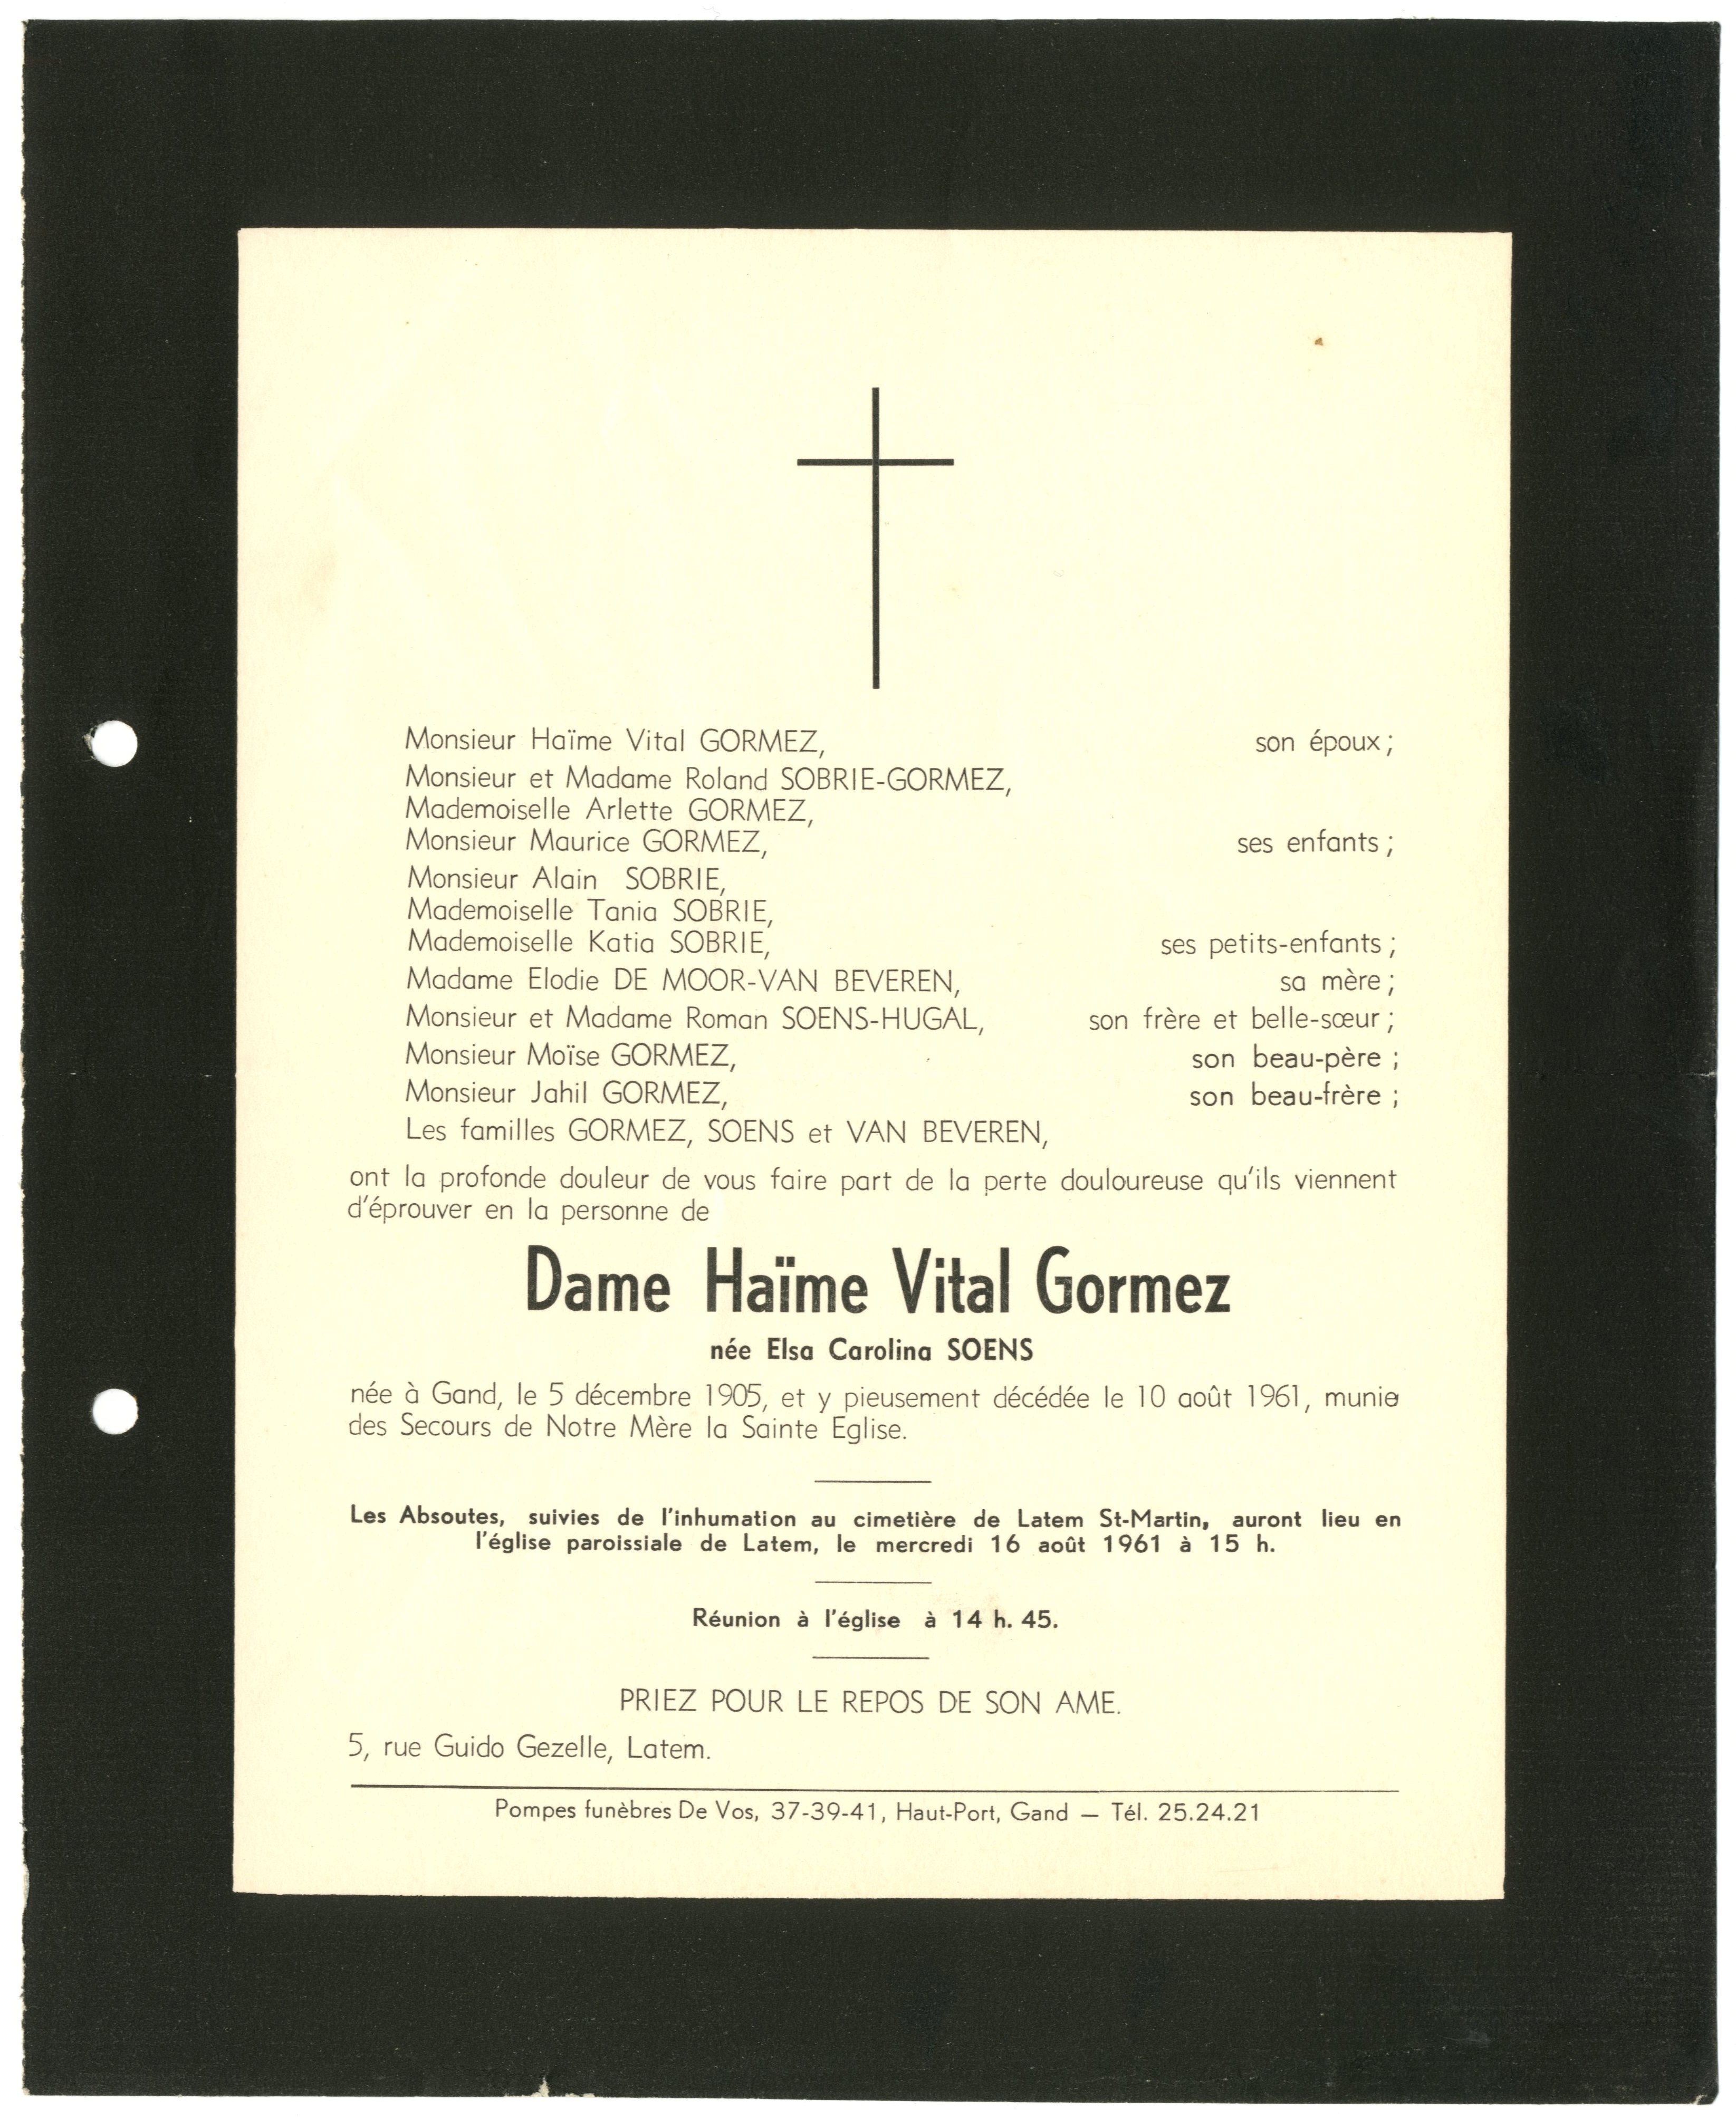 Monsieur Haïme Vital GORMEZ, son époux ;
Monsieur et Madame Roland SOBRIE-GORMEZ,
Mademoiselle Arlette GORMEZ,
Monsieur Maurice GORMEZ, ses enfants ;
Monsieur Alain SOBRIE,
Mademoiselle Tania SOBRIE,
Mademoiselle Katia SOBRIE, ses petits-enfants ;
Madame Elodie DE MOOR-VAN BEVEREN, sa mère ;
Monsieur et Madame Roman SOENS-HUGAL, son frère et belle-sœur ;
Monsieur Moïse GORMEZ, son beau-père ;
Monsieur Jahil GORMEZ, son beau-frère ;
Les familles GORMEZ, SOENS et VAN BEVEREN,
ont la profonde douleur de vous faire part de la perte douloureuse qu'ils viennent
d'éprouver en la personne de
Dame Haïme Vital Gormez
née Elsa Carolina SOENS
née à Gand, le 5 décembre 1905, et y pieusement décédée le 10 août 1961, munie
des Secours de Notre Mère la Sainte Eglise.
Les Absoutes, suivies de l'inhumation au cimetière de Latem St-Martin, auront lieu en
l'église paroissiale de Latem, le mercredi 16 août 1961 à 15 h.
Réunion à l'église à 14 h. 45.
PRIEZ POUR LE REPOS DE SON AME.
5, rue Guido Gezelle, Latem.
Pompes funèbres De Vos, 37-39-41, Haut-Port, Gand — Tél. 25.24.21